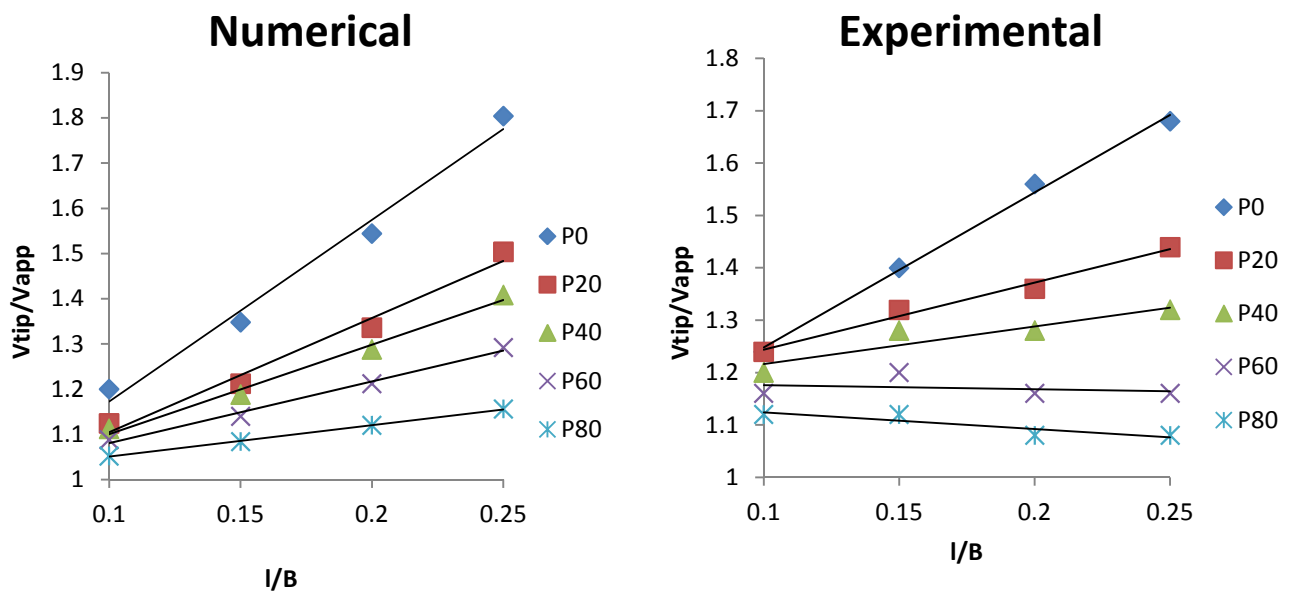 Numerical
1.9
1.8
1.7
1.6
1.5
1.4
1.3
1.2
1.1
1
Vtip/Vapp
0.1 0.15 0.2 0.25
l/B
P0
P20
P40
P60
P80
Experimental
1.8
1.7
1.6
1.5
1.4
1.3
1.2
1.1
1
Vtip/Vapp
0.1 0.15 0.2 0.25
l/B
P0
P20
P40
P60
P80